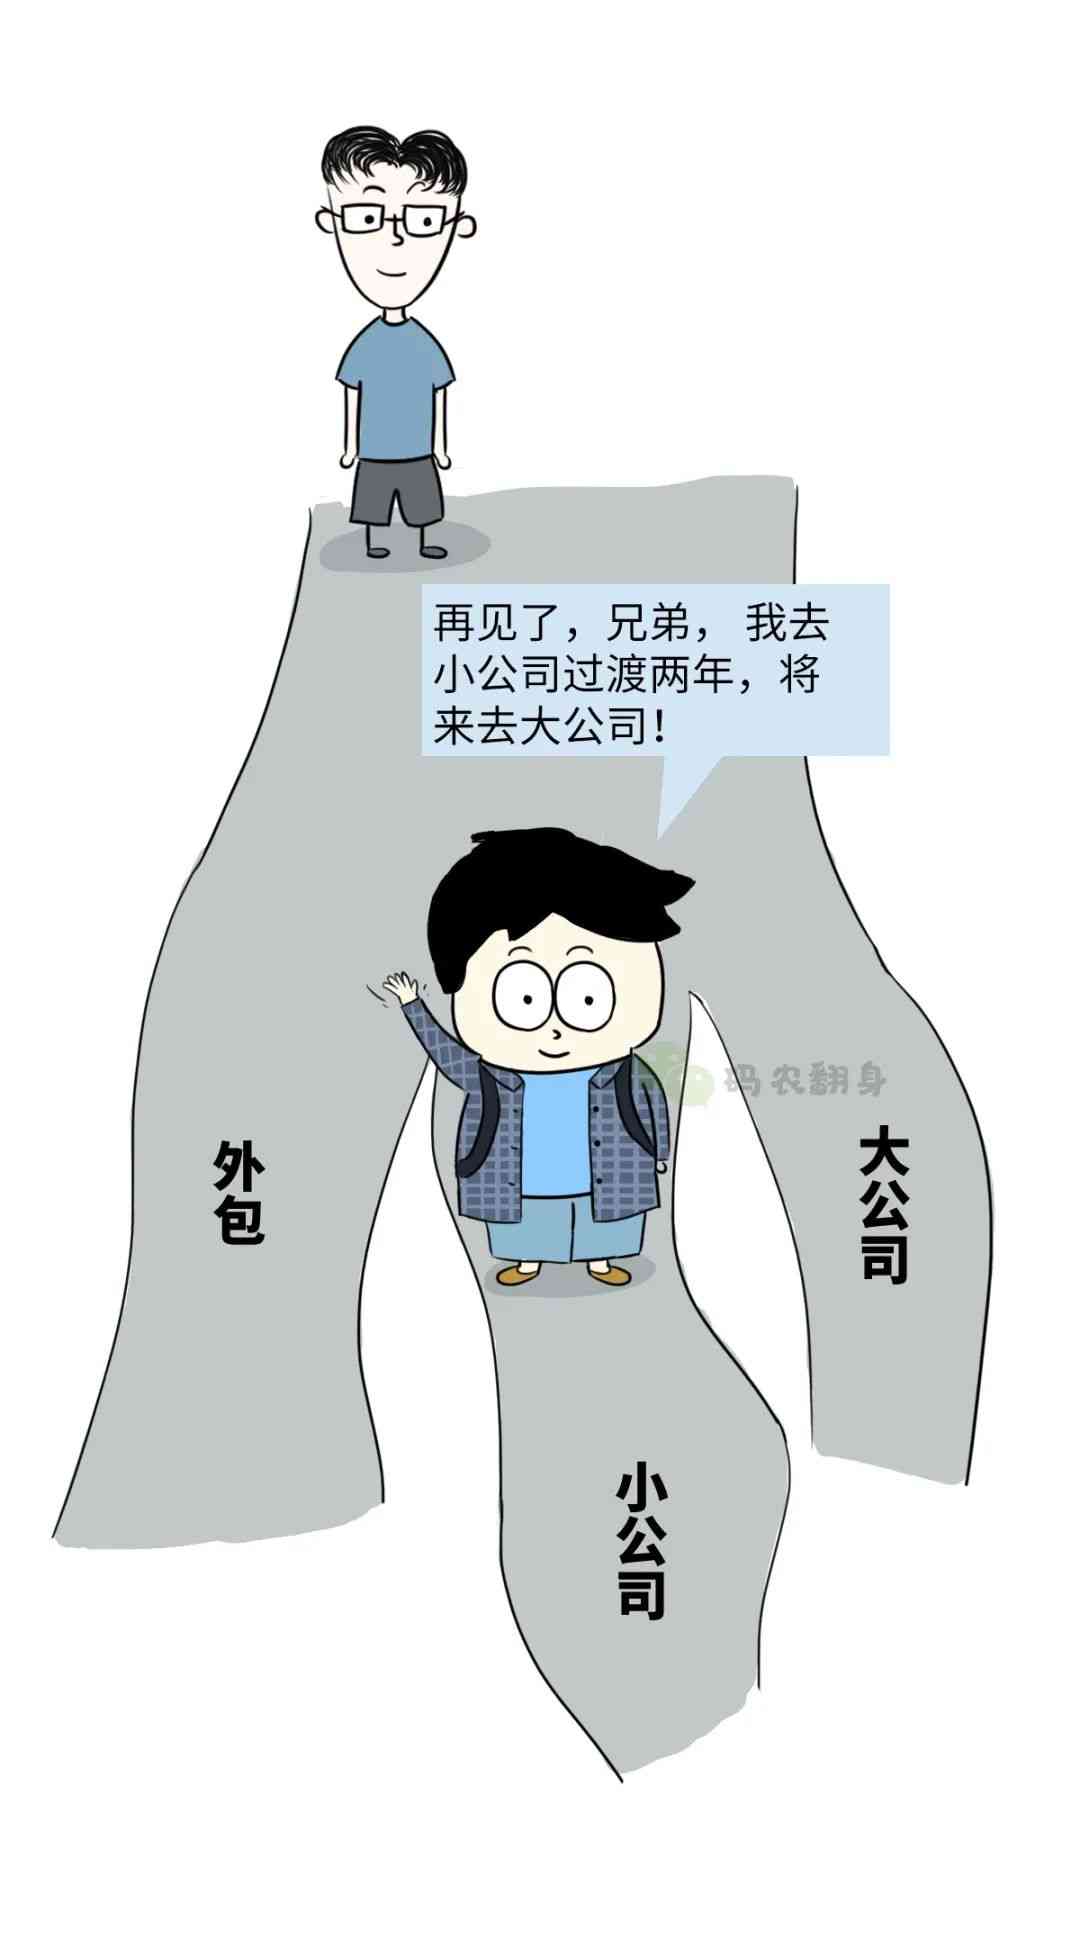 再见了，兄弟， 我去
小公司过渡两年，将
来去大公司！
码农翻身
外包
大公司
小公司